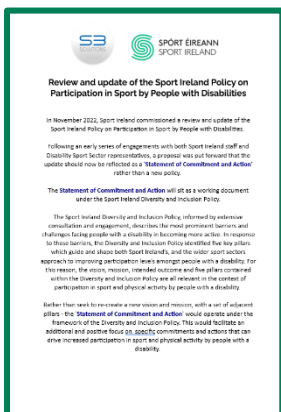 S3
SOLUTIONS
SPÓRT ÉIREANN
SPORT IRELAND
Review and update of the Sport Ireland Policy on
Participation in Sport by People with Disabilities
In November 2022, Sport Ireland commissioned a review and update of the
Sport Ireland Policy on Participation in Sport by People with Disabilities.
Following an early series of engagements with both Sport Ireland staff and
Disability Sport Sector representatives, a proposal was put forward that the
update should now be reflected as a 'Statement of Commitment and Action'
rather than a new policy.
The Statement of Commitment and Action will sit as a working document
under the Sport Ireland Diversity and Inclusion Policy.
The Sport Ireland Diversity and Inclusion Policy, informed by extensive
consultation and engagement, describes the most prominent barriers and
challenges facing people with a disability in becoming more active. In response
to those barriers, the Diversity and Inclusion Policy identified five key pillars
which guide and shape both Sport Ireland's, and the wider sport sectors
approach to improving participation levels amongst people with a disability. For
this reason, the vision, mission, intended outcome and five pillars contained
within the Diversity and Inclusion Policy are all relevant in the context of
participation in sport and physical activity by people with a disability.
Rather than seek to re-create a new vision and mission, with a set of adjacent
pillars - the 'Statement of Commitment and Action' would operate under the
framework of the Diversity and Inclusion Policy. This would facilitate an
additional and positive focus on specific commitments and actions that can
drive increased participation in sport and physical activity by people with a
disability.